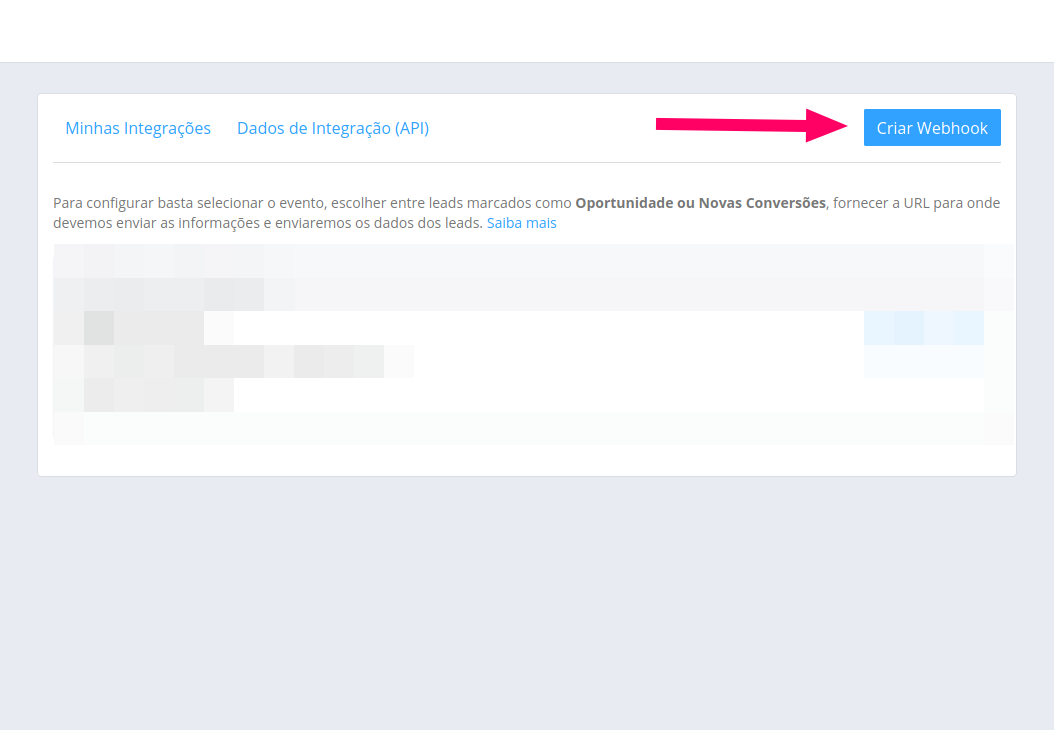 Minhas Integrações Dados de Integração (API) Criar Webhook
Para configurar basta selecionar o evento, escolher entre leads marcados como Oportunidade ou Novas Conversões, fornecer a URL para onde
devemos enviar as informações e enviaremos os dados dos leads. Saiba mais